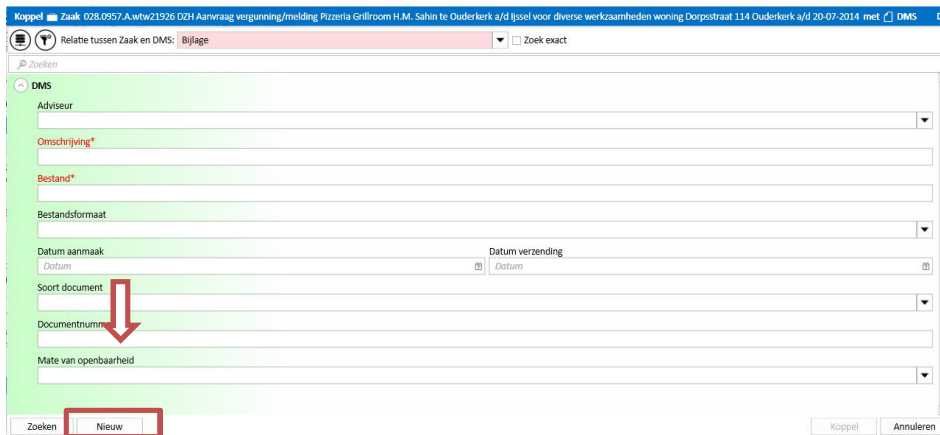 Koppel Zaak 028.0957.A.wtw21926 DZH Aanvraag vergunning/melding Pizzeria Grillroom H.M. Sahin te Ouderkerk a/d Ijssel voor diverse werkzaamheden woning Dorpsstraat 114 Ouderkerk a/d 20-07-2014 met DMS
Relatie tussen Zaak en DMS: Bijlage Zoek exact
Zoeken
DMS
Adviseur
Omschrijving*
Bestand*
Bestandsformaat
Datum aanmaak Datum verzending
Datum Datum
Soort document
Documentnumm
Mate van openbaarheid
Zoeken Nieuw Koppel Annuleren